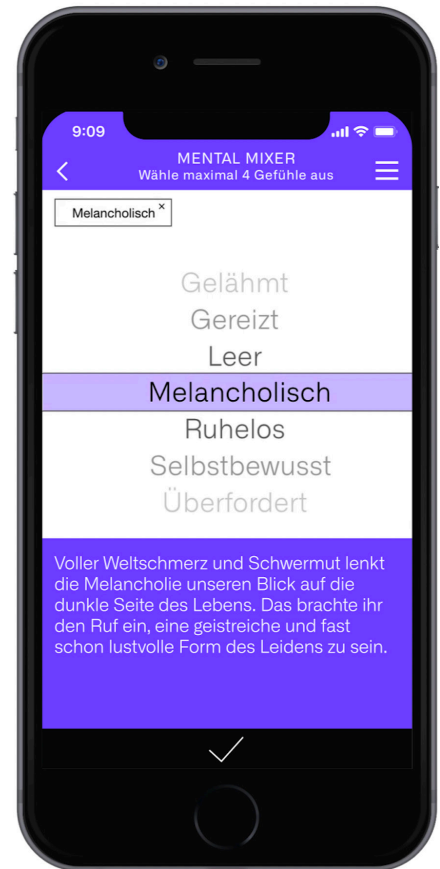 9:09
MENTAL MIXER
Wähle maximal 4 Gefühle aus
Melancholisch ×
Gelähmt
Gereizt
Leer
Melancholisch
Ruhelos
Selbstbewusst
Überfordert
Voller Weltschmerz und Schwermut lenkt
die Melancholie unseren Blick auf die
dunkle Seite des Lebens. Das brachte ihr
den Ruf ein, eine geistreiche und fast
schon lustvolle Form des Leidens zu sein.